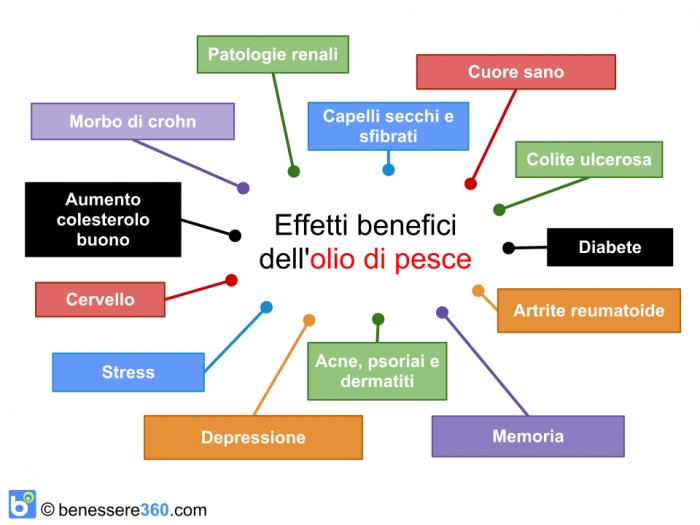 Patologie renali
Cuore sano
Morbo di crohn
Capelli secchi e
sfibrati
Colite ulcerosa
Aumento
colesterolo
buono
Effetti benefici
dell'olio di pesce
Diabete
Cervello
Artrite reumatoide
Stress
Acne, psoriai e
dermatiti
Depressione
Memoria
b
© benessere360.com